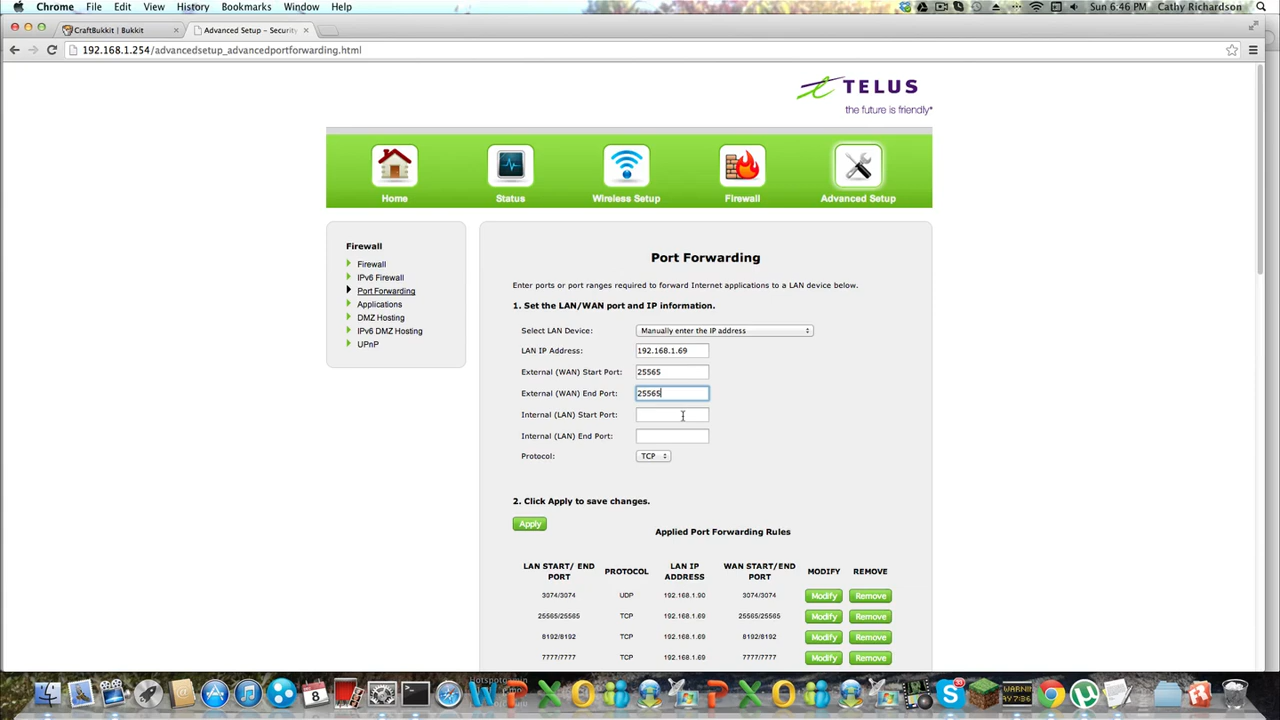 Chrome File Edit View History Bookmarks Window Help Sun 6:46 PM Cathy Richardson
CraftBukkit | Bukkit
Advanced Setup - Security
192.168.1.254/advancedsetup_advancedportforwarding.html
TELUS
the future is friendly*
Home
Status
Wireless Setup
Firewall
Advanced Setup
Firewall
Firewall
IPv6 Firewall
Port Forwarding
Applications
DMZ Hosting
IPv6 DMZ Hosting
UPnP
Port Forwarding
Enter ports or port ranges required to forward Internet applications to a LAN device below.
1. Set the LAN/WAN port and IP information.
Select LAN Device: Manually enter the IP address
LAN IP Address: 192.168.1.69
External (WAN) Start Port: 25565
External (WAN) End Port: 25565
Internal (LAN) Start Port:
Internal (LAN) End Port:
Protocol: TCP
2. Click Apply to save changes.
Apply
Applied Port Forwarding Rules
LAN START/ END PORT PROTOCOL LAN IP ADDRESS WAN START/END PORT MODIFY REMOVE
3074/3074 UDP 192.168.1.90 3074/3074 Modify Remove
25565/25565 TCP 192.168.1.69 25565/25565 Modify Remove
8192/8192 TCP 192.168.1.69 8192/8192 Modify Remove
7777/7777 TCP 192.168.1.69 7777/7777 Modify Remove